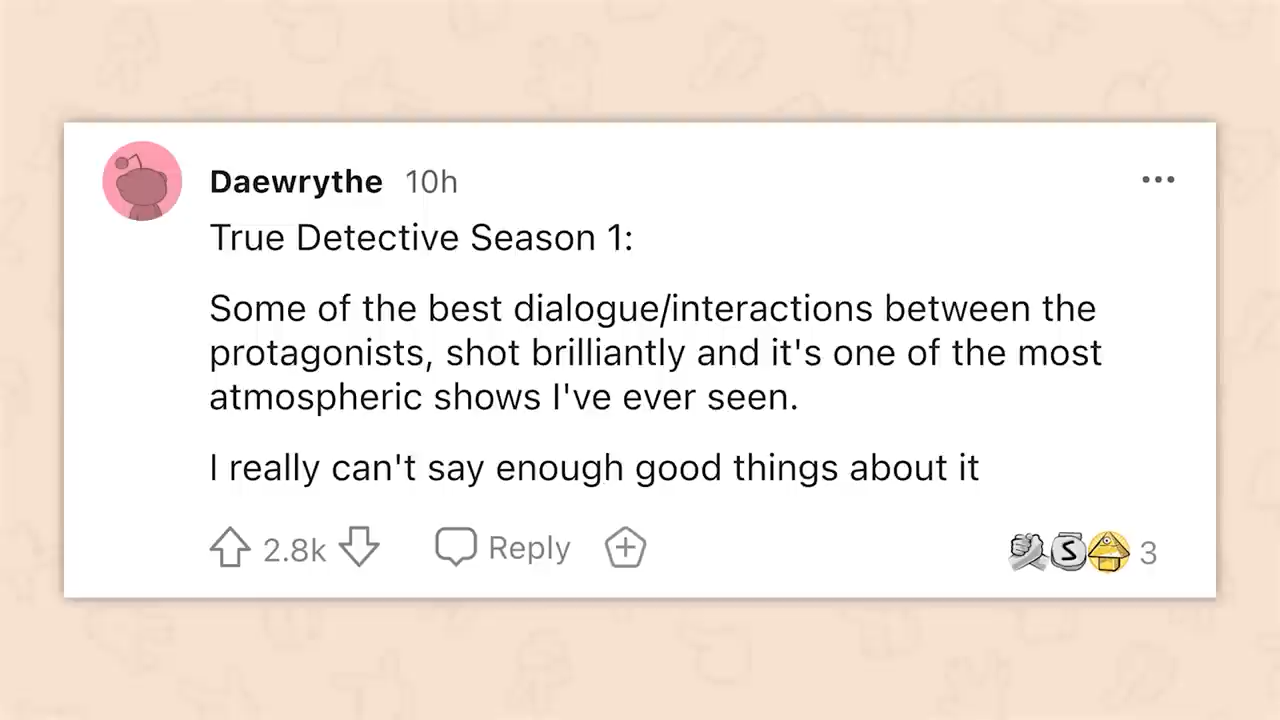 Daewrythe 10h
True Detective Season 1:
Some of the best dialogue/interactions between the
protagonists, shot brilliantly and it's one of the most
atmospheric shows I've ever seen.
I really can't say enough good things about it
2.8k Reply S 3